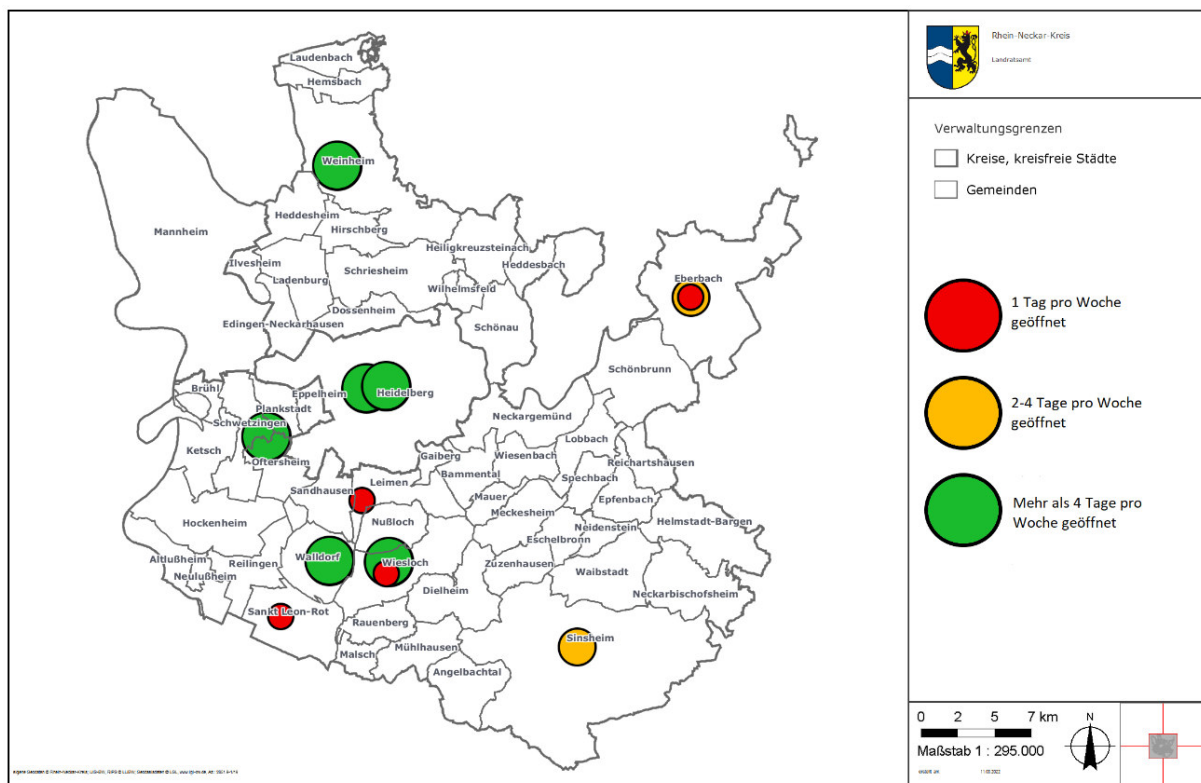 Laudenbach
Hemsbach
Weinheim
Heddesheim
Hirschberg
Mannheim
Heiligkreuzsteinach
Ilvesheim
Heddesbach
Schriesheim
Ladenburg
Eberbach
Wilhelmsfeld
Dossenheim
Edingen-Neckarhausen
Schönau
Schönbrunn
Brühl
Eppelheim
Heidelberg
Plankstadt
Schwetzingen
Neckargemünd
Lobbach
Ketsch
Oftersheim
Gaiberg
Wiesenbach
Reichartshausen
Bammental
Leimen
Spechbach
Sandhausen
Mauer
Epfenbach
Meckesheim
Hockenheim
Nußloch
Neidenstein
Helmstadt-Bargen
Eschelbronn
Altlußheim
Reilingen
Walldorf
Wiesloch
Zuzenhausen
Waibstadt
Neulußheim
Dielheim
Neckarbischofsheim
Sankt Leon-Rot
Rauenberg
Sinsheim
Mühlhausen
Malsch
Angelbachtal
Rhein-Neckar-Kreis
Landratsamt
Verwaltungsgrenzen
Kreise, kreisfreie Städte
Gemeinden
1 Tag pro Woche
geöffnet
2-4 Tage pro Woche
geöffnet
Mehr als 4 Tage pro
Woche geöffnet
0 2 5 7 km
N
Maßstab 1 : 295.000